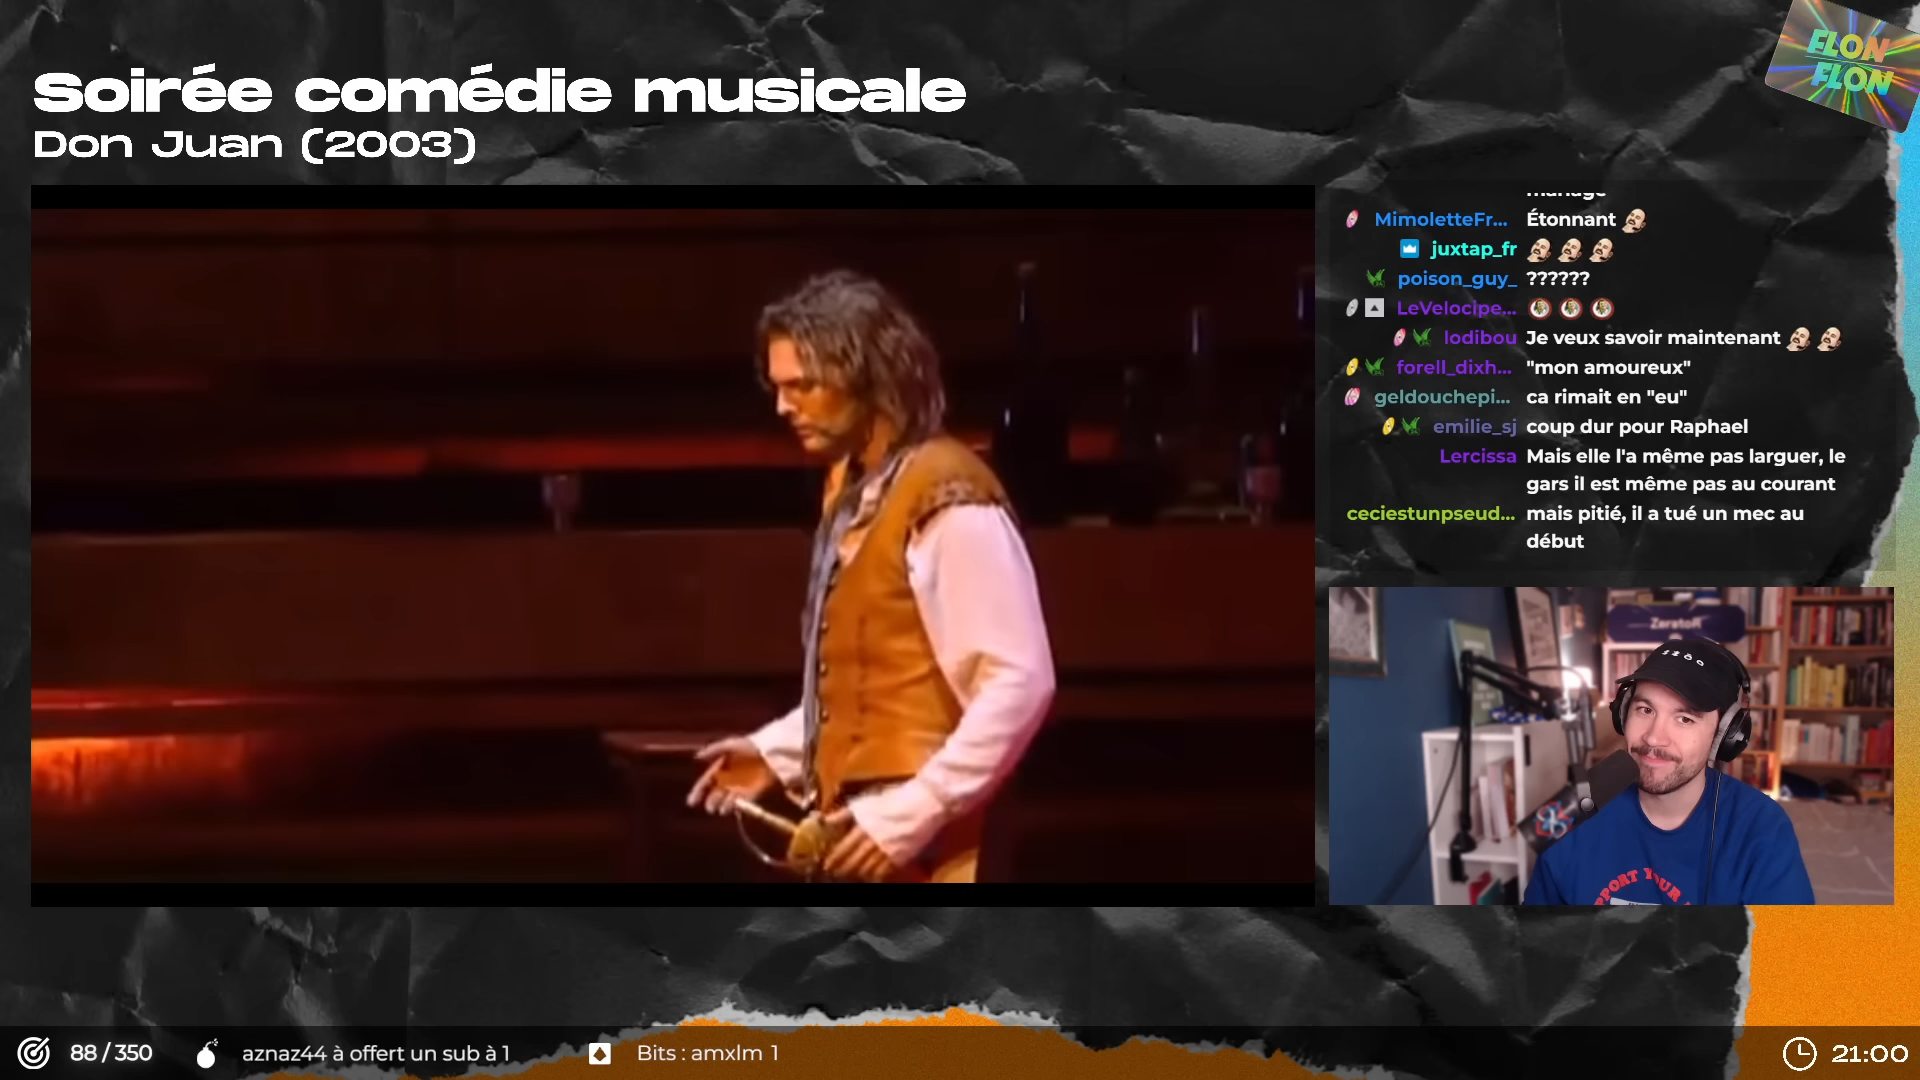 Soirée comédie musicale
Don Juan (2003)
FLON
FLON
MimoletteFr... Étonnant
juxtap_fr
poison_guy_ ??????
LeVelocipe...
lodibou Je veux savoir maintenant
forell_dixh... "mon amoureux"
geldouchepi... ca rimait en "eu"
emilie_sj coup dur pour Raphael
Lercissa Mais elle l'a même pas larguer, le
gars il est même pas au courant
ceciestunpseud... mais pitié, il a tué un mec au
début
ZeratoR
88 / 350
aznaz44 à offert un sub à 1
Bits : amxlm 1
21:00